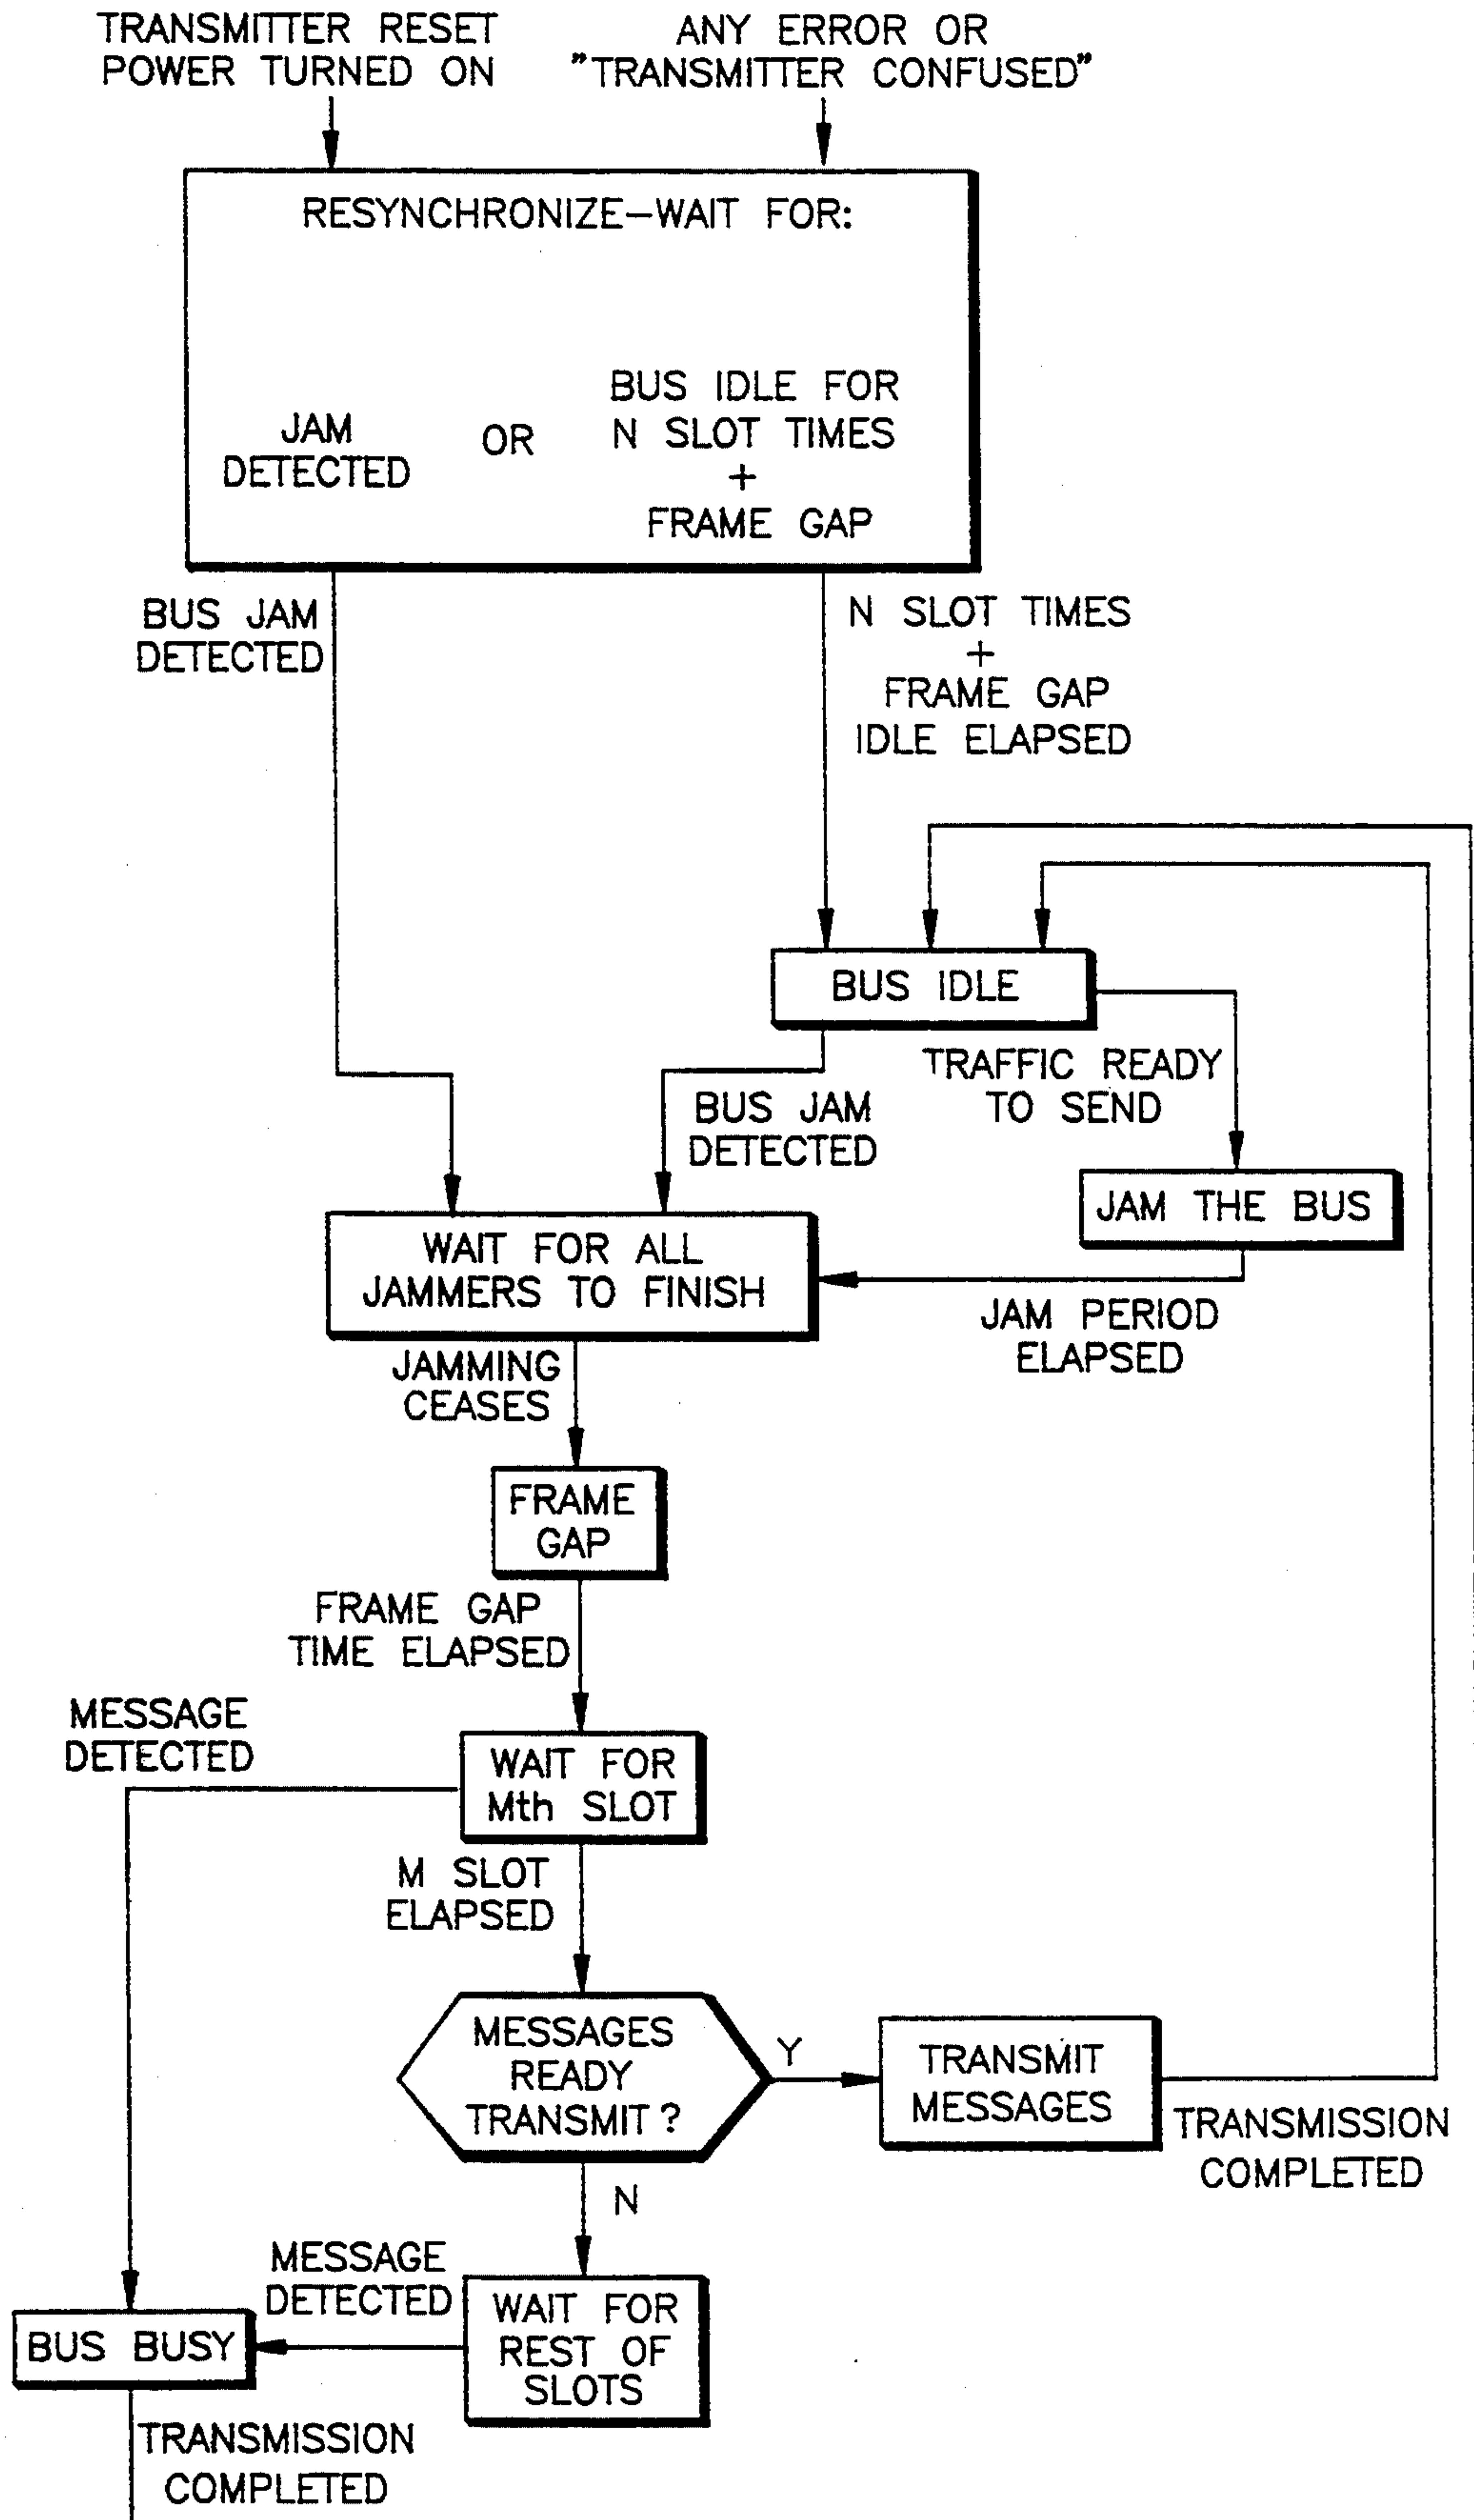 TRANSMITTER RESET
POWER TURNED ON
ANY ERROR OR
"TRANSMITTER CONFUSED"
RESYNCHRONIZE-WAIT FOR:
JAM
DETECTED
OR
BUS IDLE FOR
N SLOT TIMES
+
FRAME GAP
BUS JAM
DETECTED
N SLOT TIMES
+
FRAME GAP
IDLE ELAPSED
BUS IDLE
TRAFFIC READY
TO SEND
BUS JAM
DETECTED
JAM THE BUS
WAIT FOR ALL
JAMMERS TO FINISH
JAM PERIOD
ELAPSED
JAMMING
CEASES
FRAME
GAP
FRAME GAP
TIME ELAPSED
MESSAGE
DETECTED
WAIT FOR
Mth SLOT
M SLOT
ELAPSED
MESSAGES
READY
TRANSMIT?
Y
TRANSMIT
MESSAGES
TRANSMISSION
COMPLETED
N
MESSAGE
DETECTED
WAIT FOR
REST OF
SLOTS
BUS BUSY
TRANSMISSION
COMPLETED